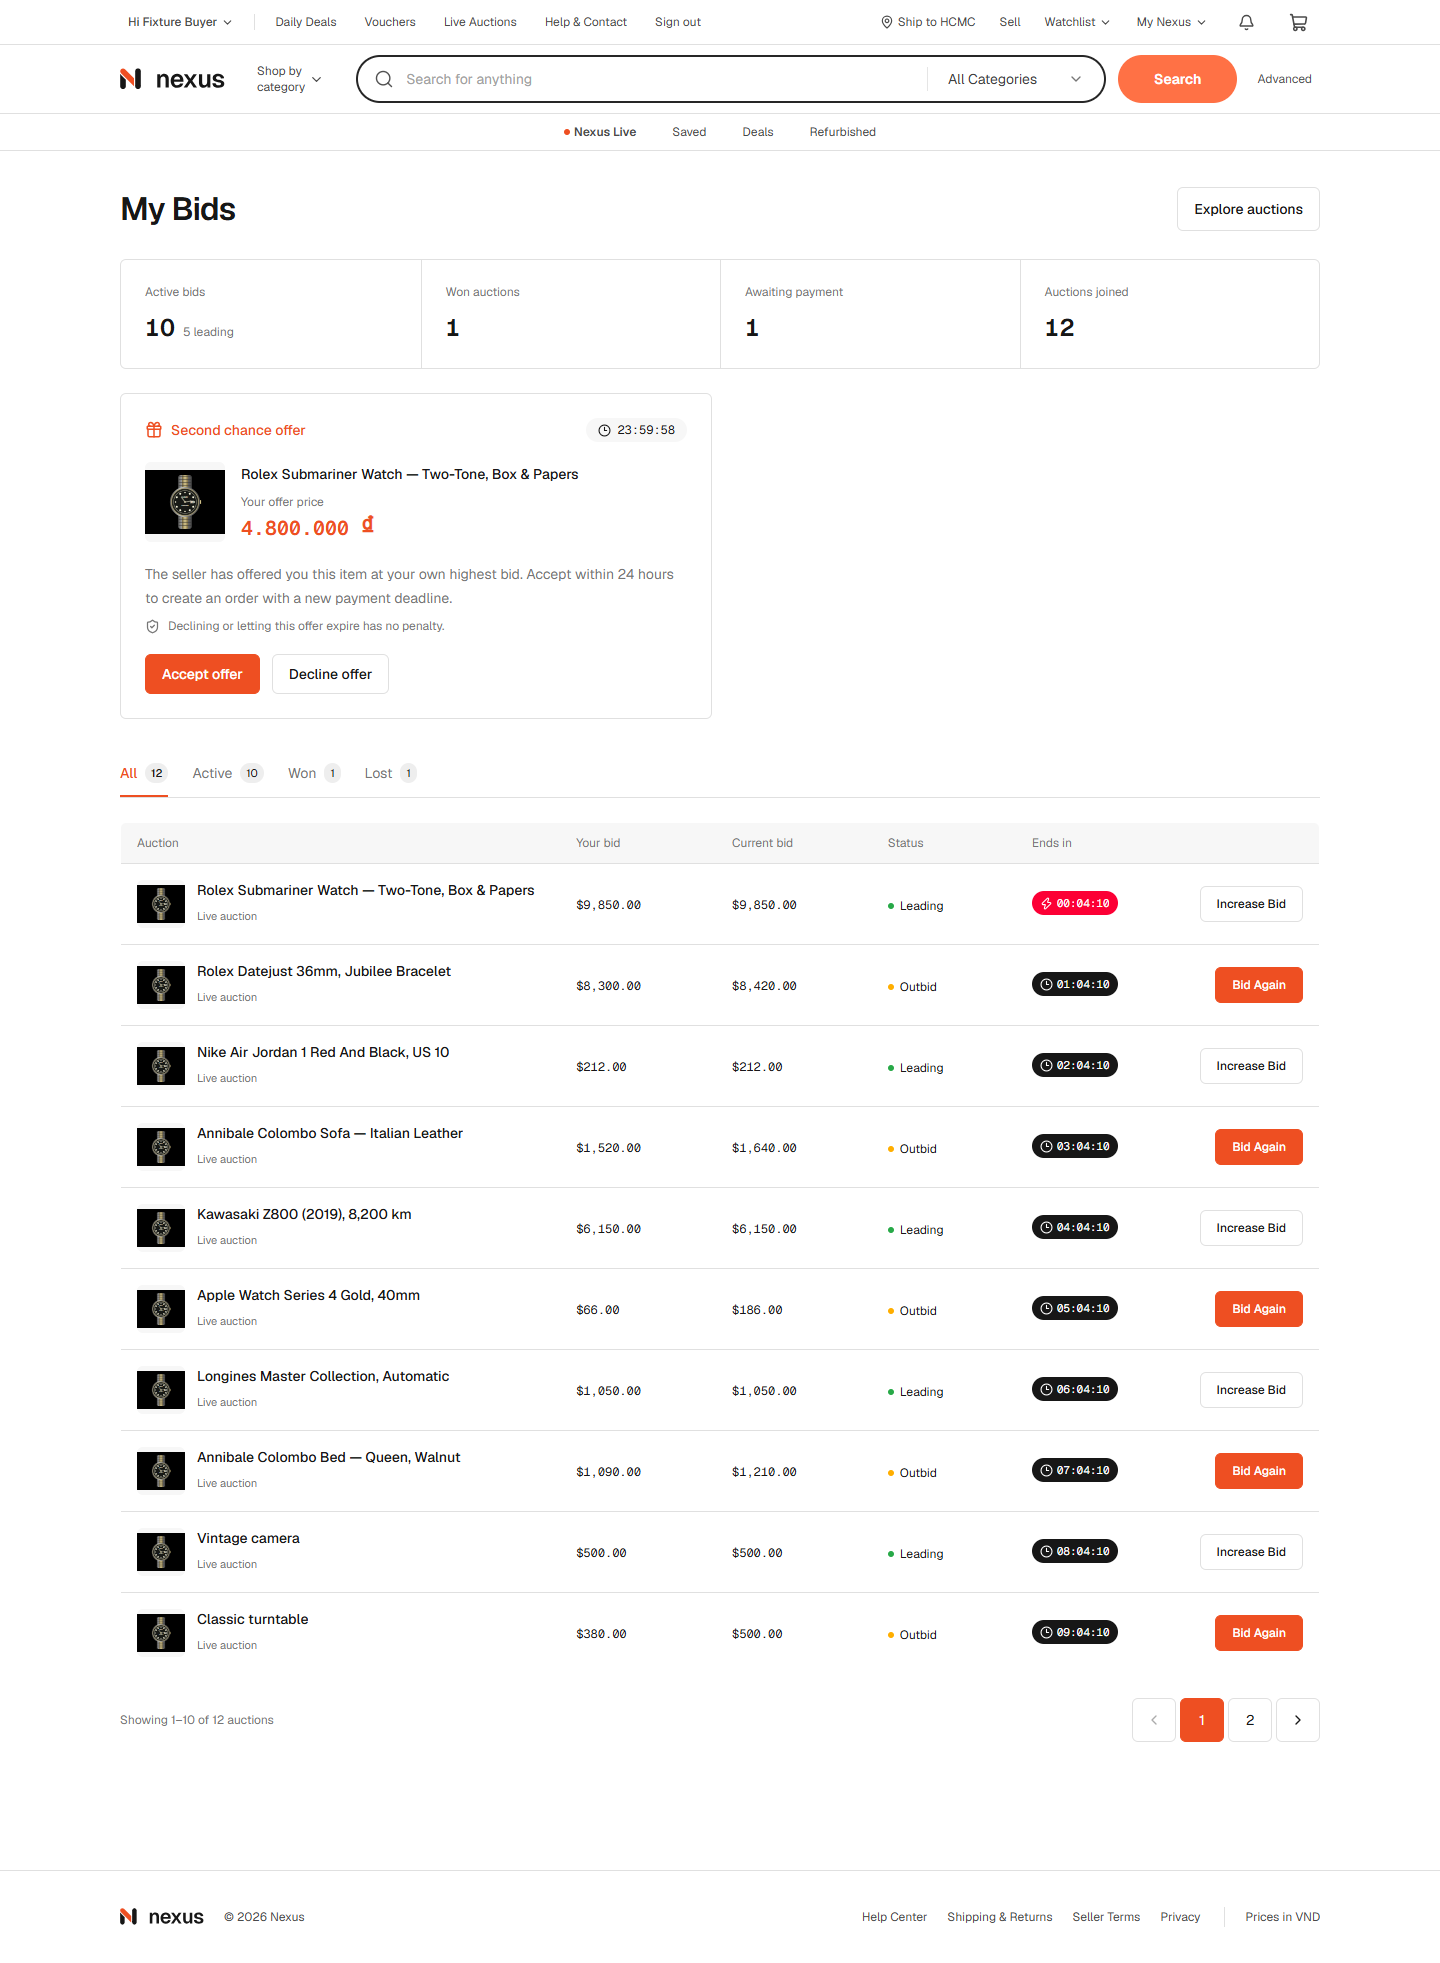 Hi Fixture Buyer
Daily Deals
Vouchers
Live Auctions
Help & Contact
Sign out
Ship to HCMC
Sell
Watchlist
My Nexus
nexus
Shop by
category
Search for anything
All Categories
Search
Advanced
Nexus Live
Saved
Deals
Refurbished
My Bids
Explore auctions
Active bids
10 5 leading
Won auctions
1
Awaiting payment
1
Auctions joined
12
Second chance offer
23:59:58
Rolex Submariner Watch — Two-Tone, Box & Papers
Your offer price
4.800.000 ₫
The seller has offered you this item at your own highest bid. Accept within 24 hours
to create an order with a new payment deadline.
Declining or letting this offer expire has no penalty.
Accept offer
Decline offer
All 12
Active 10
Won 1
Lost 1
Auction
Your bid
Current bid
Status
Ends in
Rolex Submariner Watch — Two-Tone, Box & Papers
Live auction
$9,850.00
$9,850.00
Leading
00:04:10
Increase Bid
Rolex Datejust 36mm, Jubilee Bracelet
Live auction
$8,300.00
$8,420.00
Outbid
01:04:10
Bid Again
Nike Air Jordan 1 Red And Black, US 10
Live auction
$212.00
$212.00
Leading
02:04:10
Increase Bid
Annibale Colombo Sofa — Italian Leather
Live auction
$1,520.00
$1,640.00
Outbid
03:04:10
Bid Again
Kawasaki Z800 (2019), 8,200 km
Live auction
$6,150.00
$6,150.00
Leading
04:04:10
Increase Bid
Apple Watch Series 4 Gold, 40mm
Live auction
$66.00
$186.00
Outbid
05:04:10
Bid Again
Longines Master Collection, Automatic
Live auction
$1,050.00
$1,050.00
Leading
06:04:10
Increase Bid
Annibale Colombo Bed — Queen, Walnut
Live auction
$1,090.00
$1,210.00
Outbid
07:04:10
Bid Again
Vintage camera
Live auction
$500.00
$500.00
Leading
08:04:10
Increase Bid
Classic turntable
Live auction
$380.00
$500.00
Outbid
09:04:10
Bid Again
Showing 1–10 of 12 auctions
1
2
nexus
© 2026 Nexus
Help Center
Shipping & Returns
Seller Terms
Privacy
Prices in VND